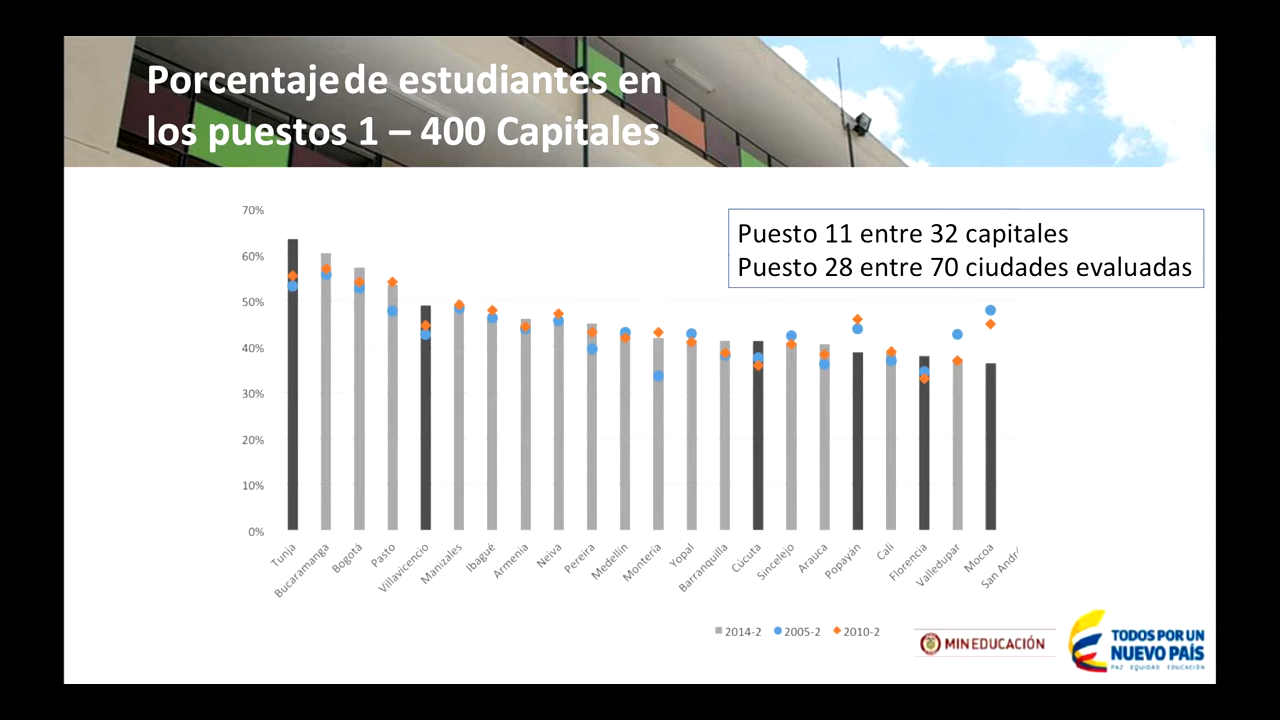 Porcentaje de estudiantes en
los puestos 1 – 400 Capitales
Puesto 11 entre 32 capitales
Puesto 28 entre 70 ciudades evaluadas
70%
60%
50%
40%
30%
20%
10%
0%
Tunja
Bucaramanga
Bogotá
Pasto
Villavicencio
Manizales
Ibagué
Armenia
Neiva
Pereira
Medellin
Montería
Yopal
Barranquilla
Cúcuta
Sincelejo
Arauca
Popayán
Cali
Florencia
Valledupar
Mocoa
San Andr
2014-2 2005-2 2010-2
MINEDUCACIÓN
TODOS POR UN
NUEVO PAÍS
PAZ EQUIDAD EDUCACIÓN